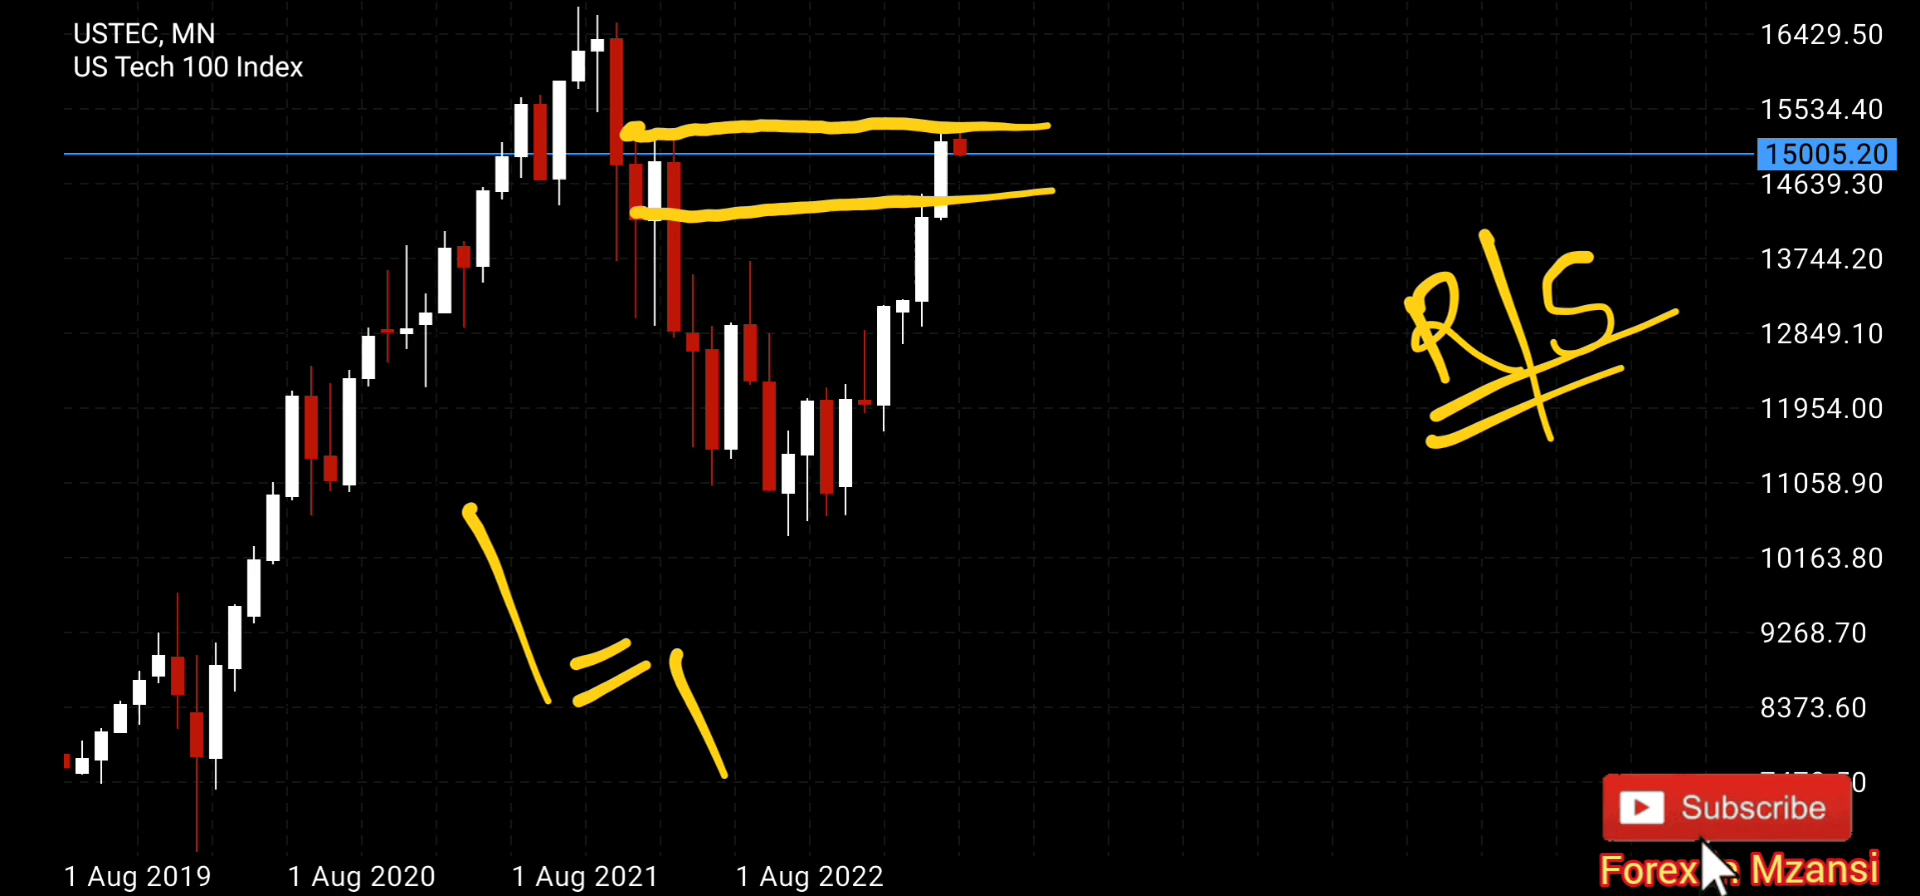 USTEC, MN
US Tech 100 Index
16429.50
15534.40
15005.20
14639.30
13744.20
R/S
12849.10
11954.00
11058.90
10163.80
9268.70
8373.60
Subscribe
Forex Mzansi
1 Aug 2019 1 Aug 2020 1 Aug 2021 1 Aug 2022